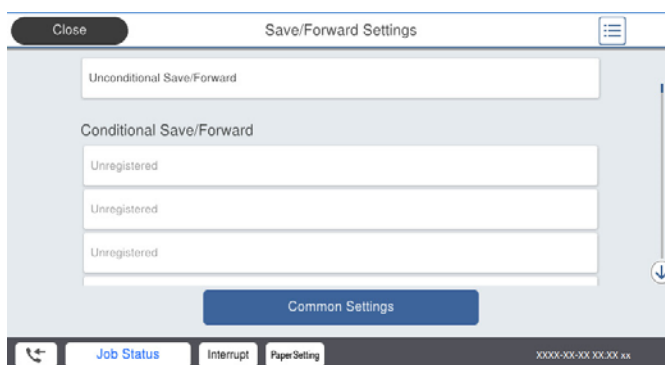 Close
Save/Forward Settings
Unconditional Save/Forward
Conditional Save/Forward
Unregistered
Unregistered
Unregistered
Common Settings
Job Status
Interrupt
Paper Setting
XXXX-XX-XX XX:XX xx